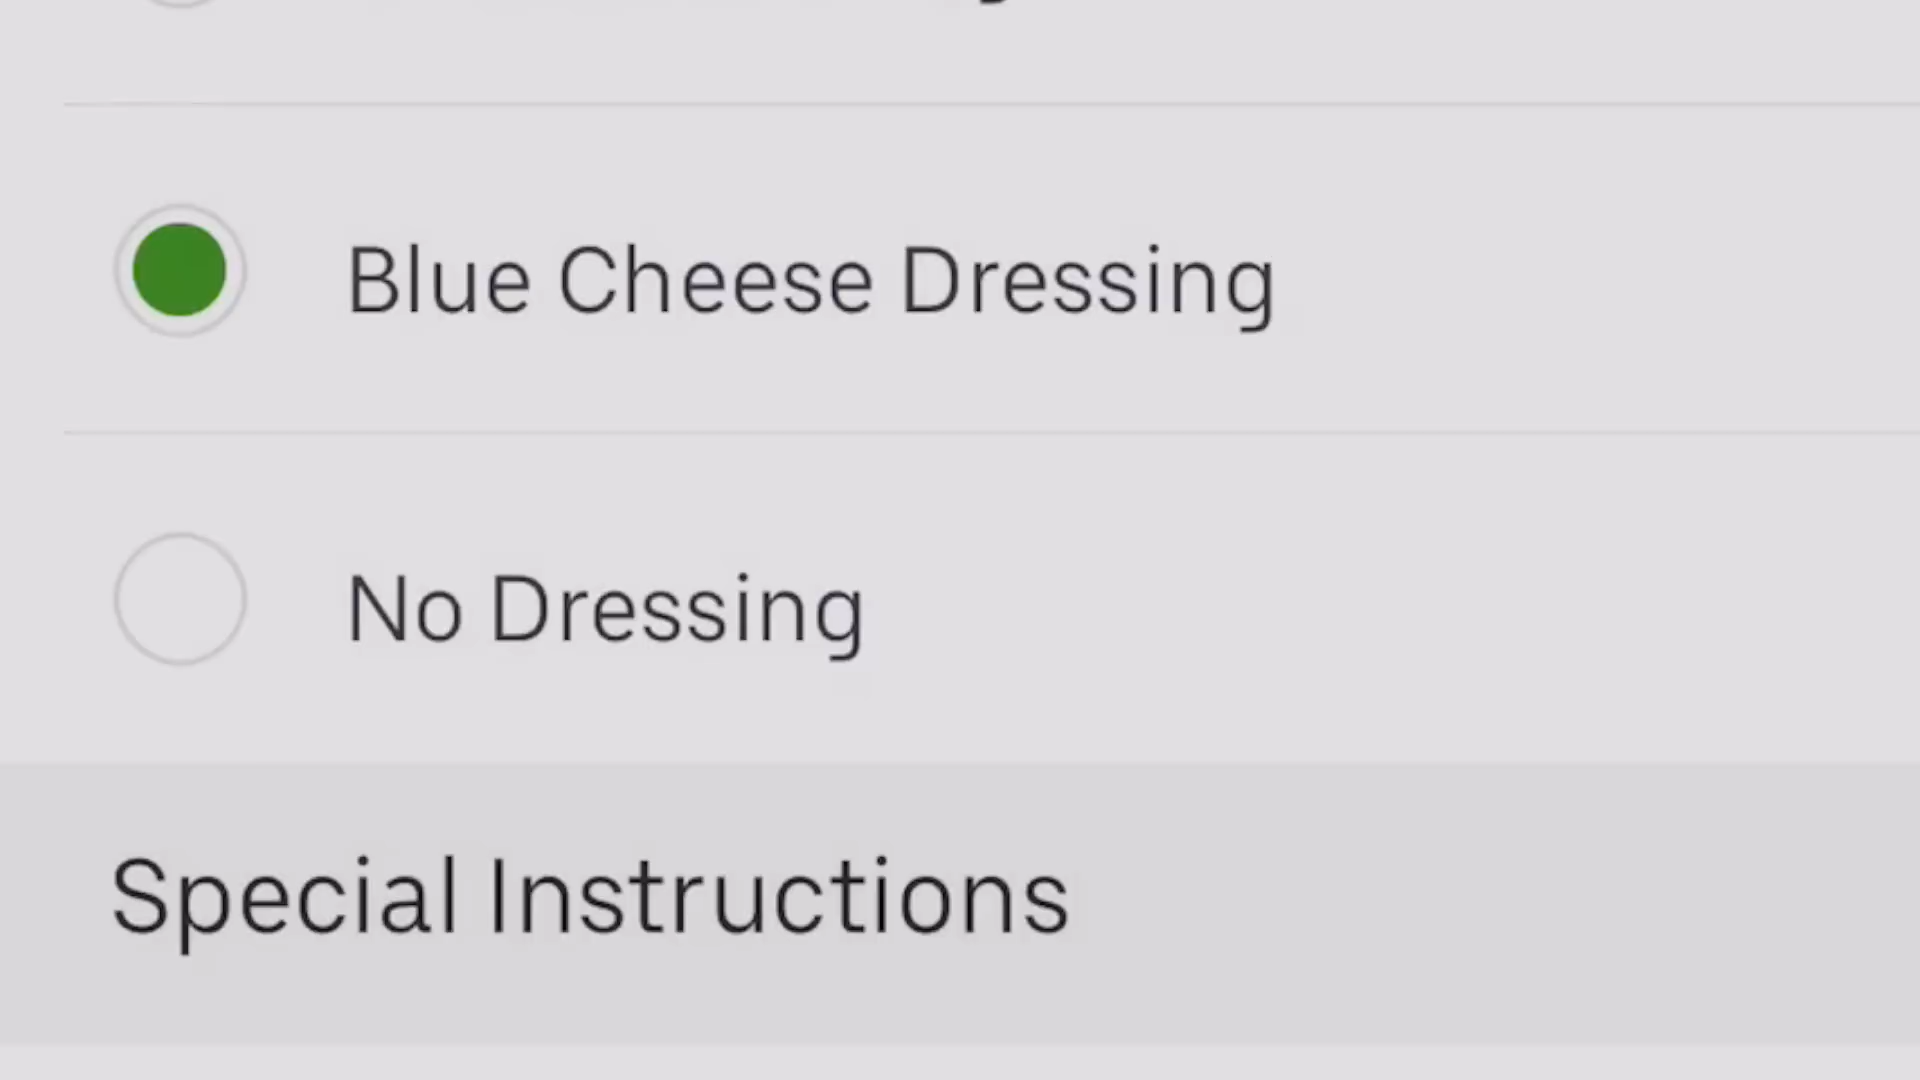 Blue Cheese Dressing
No Dressing
Special Instructions